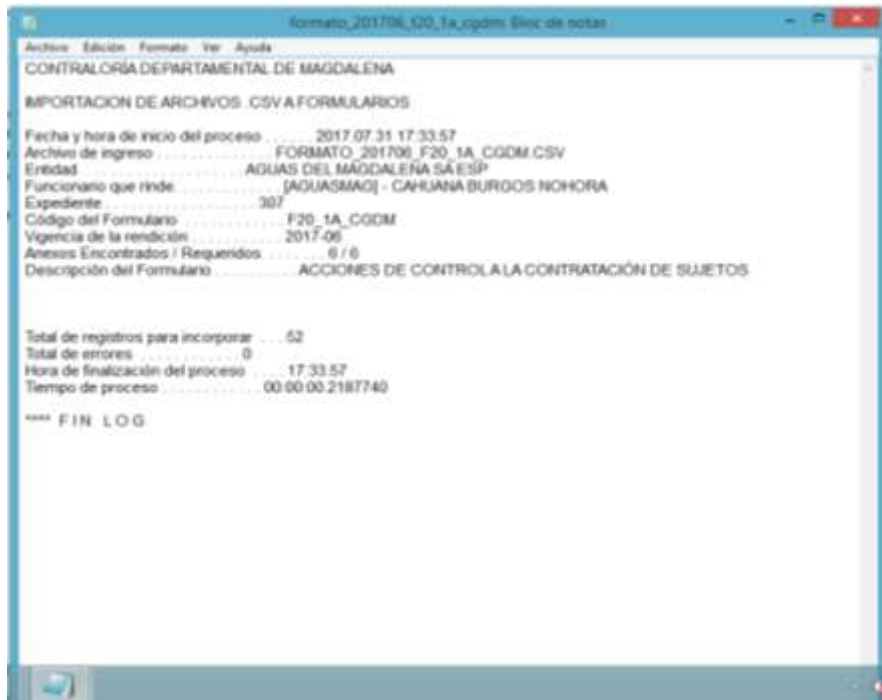 formato_201706_f20_1a_cgdm: Bloc de notas
Archivo Edición Formato Ver Ayuda
CONTRALORÍA DEPARTAMENTAL DE MAGDALENA
IMPORTACION DE ARCHIVOS .CSV A FORMULARIOS
Fecha y hora de inicio del proceso . . . . . . 2017.07.31 17:33:57
Archivo de ingreso . . . . . . . . . . . . . . FORMATO_201706_F20_1A_CGDM.CSV
Entidad . . . . . . . . . . . . . . . . . . . AGUAS DEL MAGDALEÑA SA ESP
Funcionario que rinde . . . . . . . . . . . . [AGUASMAG] - CAHUANA BURGOS NOHORA
Expediente . . . . . . . . . . . . . . . . . 307
Código del Formulario . . . . . . . . . . . . F20_1A_CGDM
Vigencia de la rendición . . . . . . . . . . 2017-06
Anexos Encontrados / Requeridos . . . . . . . 6 / 6
Descripción del Formulario . . . . . . . . . . ACCIONES DE CONTROL A LA CONTRATACIÓN DE SUJETOS
Total de registros para incorporar . . . 52
Total de errores . . . . . . . . . . . . 0
Hora de finalización del proceso . . . . 17:33:57
Tiempo de proceso . . . . . . . . . . . . 00:00:00.2187740
**** F I N L O G